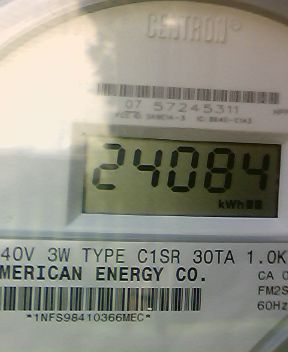 CENTRON®
07 57245311
24084
kWh
40V 3W TYPE C1SR 30TA 1.0K
MERICAN ENERGY CO.
CA 0
FM2S
60Hz
*1NFS98410366MEC*